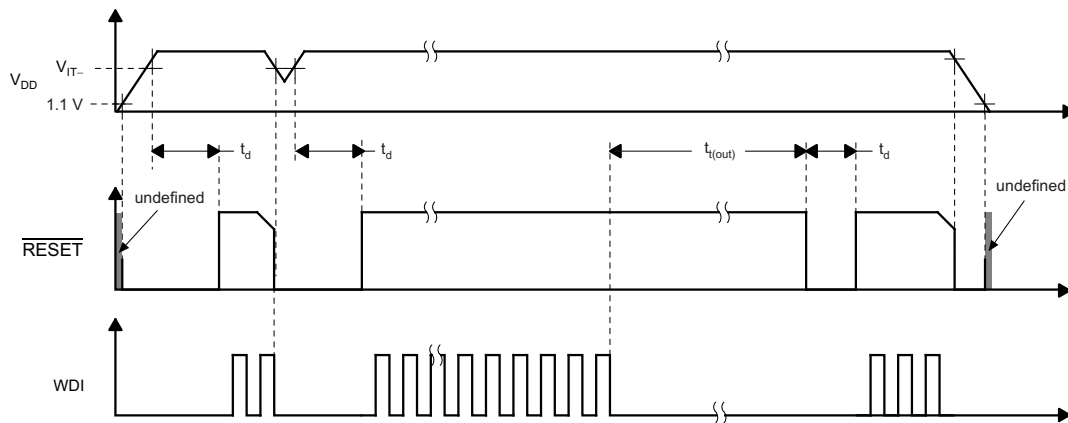 V_IT–
V_DD
1.1 V
t_d
t_d
t_t(out)
t_d
undefined
undefined
RESET
WDI